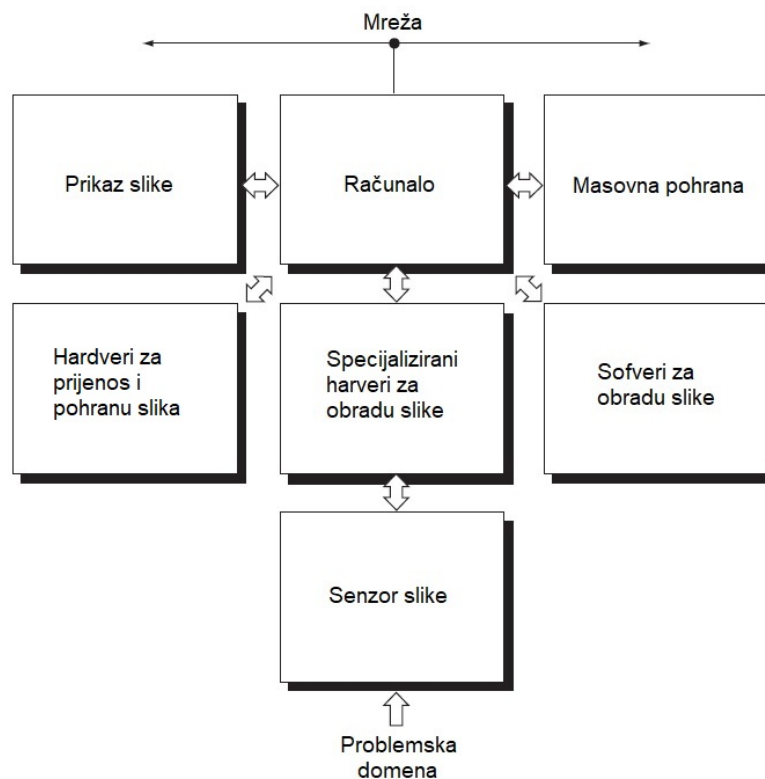 Mreža
Prikaz slike
Računalo
Masovna pohrana
Hardveri za
prijenos i
pohranu slika
Specijalizirani
harveri za
obradu slike
Sofveri za
obradu slike
Senzor slike
Problemska
domena